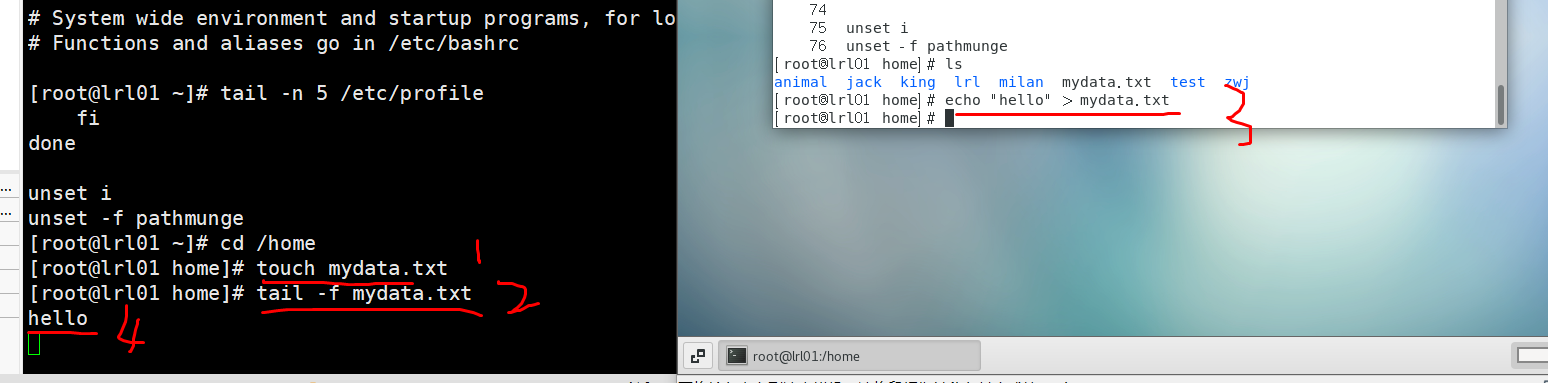 # System wide environment and startup programs, for lo
# Functions and aliases go in /etc/bashrc
[root@lrl01 ~]# tail -n 5 /etc/profile
fi
done
unset i
unset -f pathmunge
[root@lrl01 ~]# cd /home
[root@lrl01 home]# touch mydata.txt
1
[root@lrl01 home]# tail -f mydata.txt
2
hello
4
74
75 unset i
76 unset -f pathmunge
[root@lrl01 home]# ls
animal jack king lrl milan mydata.txt test zwj
[root@lrl01 home]# echo "hello" > mydata.txt
[root@lrl01 home]#
3
root@lrl01:/home